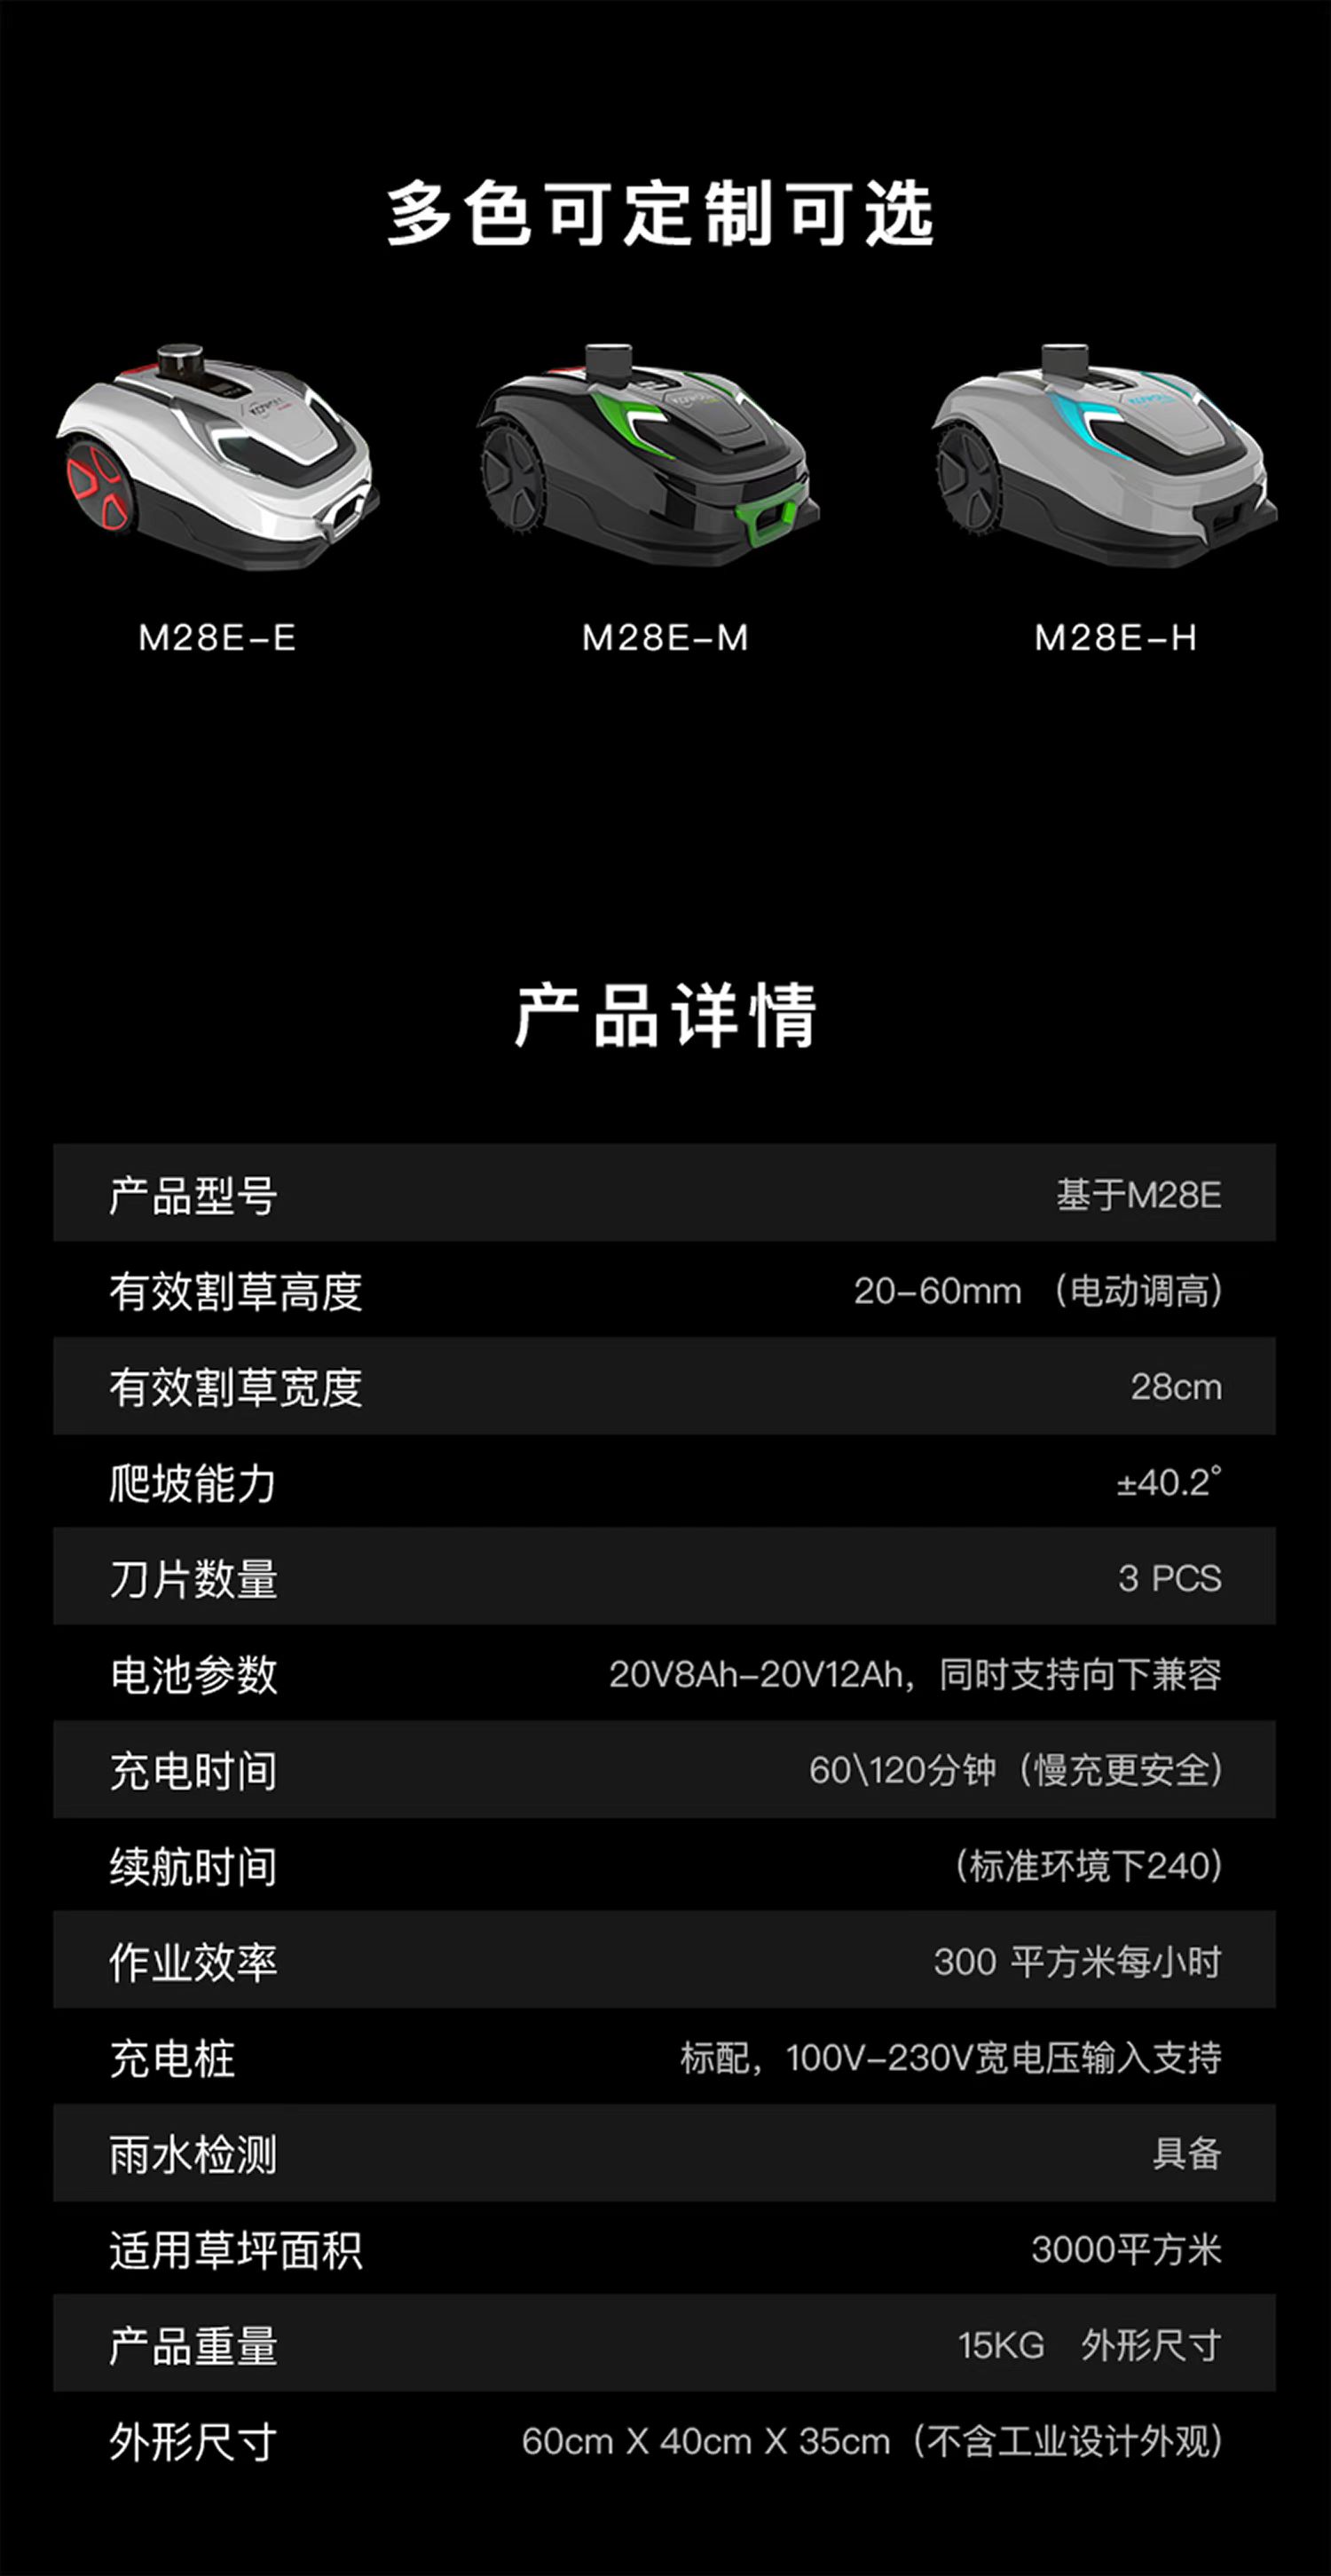 多色可定制可选
M28E-E
M28E-M
M28E-H
产品详情
产品型号 基于M28E
有效割草高度 20-60mm （电动调高）
有效割草宽度 28cm
爬坡能力 ±40.2°
刀片数量 3 PCS
电池参数 20V8Ah-20V12Ah，同时支持向下兼容
充电时间 60\120分钟（慢充更安全）
续航时间 （标准环境下240）
作业效率 300 平方米每小时
充电桩 标配，100V-230V宽电压输入支持
雨水检测 具备
适用草坪面积 3000平方米
产品重量 15KG 外形尺寸
外形尺寸 60cm X 40cm X 35cm（不含工业设计外观）